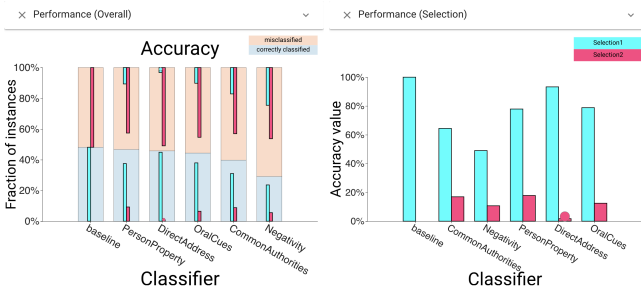 × Performance (Overall)
Accuracy
misclassified
correctly classified
100%
80%
60%
40%
20%
0%
Fraction of instances
baseline
PersonProperty
DirectAddress
OralCues
CommonAuthorities
Negativity
Classifier
× Performance (Selection)
Selection1
Selection2
100%
80%
60%
40%
20%
0%
Accuracy value
baseline
CommonAuthorities
Negativity
PersonProperty
DirectAddress
OralCues
Classifier